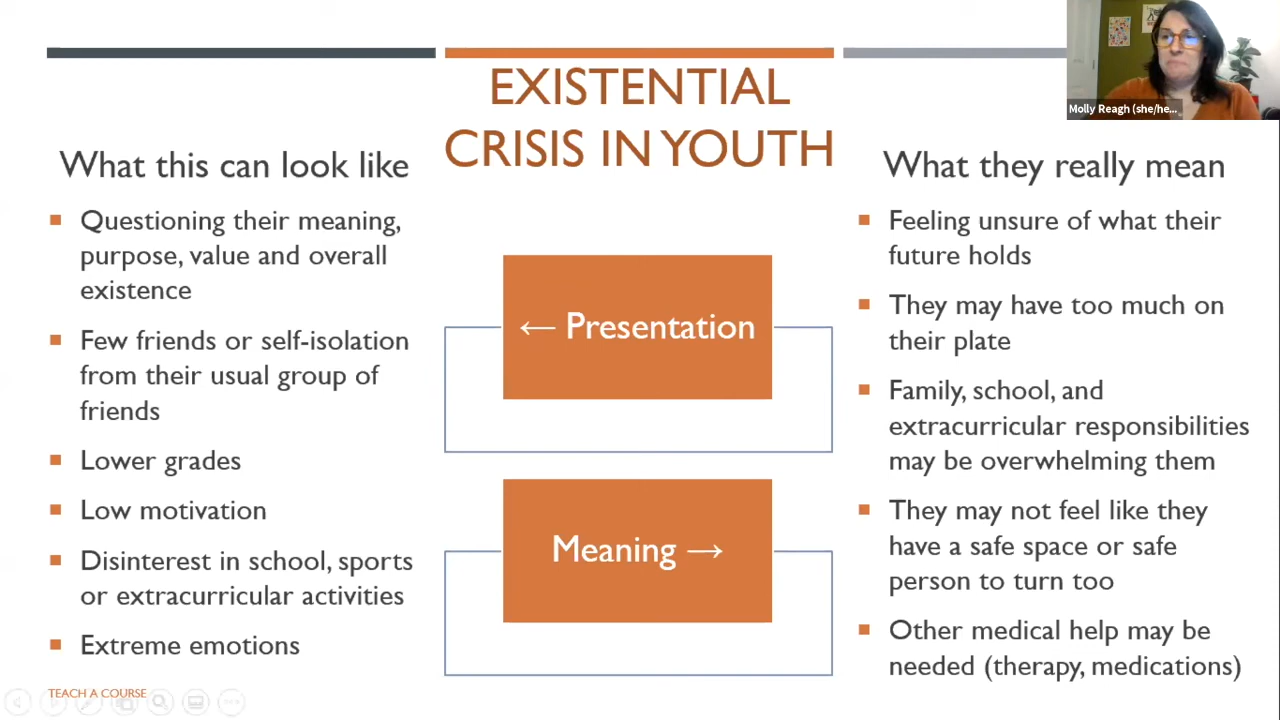 EXISTENTIAL
CRISIS IN YOUTH
What this can look like
Questioning their meaning,
purpose, value and overall
existence
Few friends or self-isolation
from their usual group of
friends
Lower grades
Low motivation
Disinterest in school, sports
or extracurricular activities
Extreme emotions
← Presentation
Meaning →
What they really mean
Feeling unsure of what their
future holds
They may have too much on
their plate
Family, school, and
extracurricular responsibilities
may be overwhelming them
They may not feel like they
have a safe space or safe
person to turn too
Other medical help may be
needed (therapy, medications)
TEACH A COURSE
Molly Reagh (she/he...